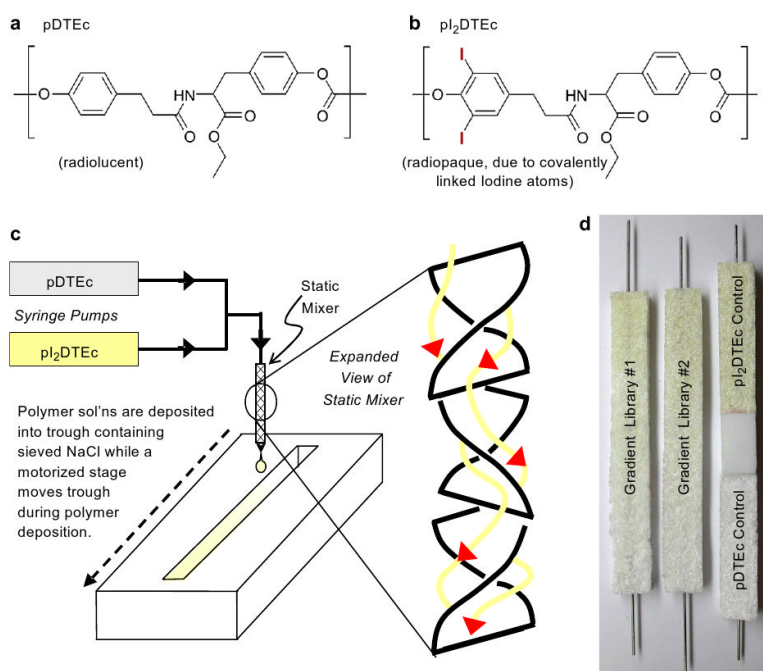 a
pDTEc
O
HN
O
O
O
O
O
(radiolucent)
b
pI₂DTEc
I
I
O
HN
O
O
O
O
O
(radiopaque, due to covalently
linked Iodine atoms)
c
pDTEc
Syringe Pumps
pI₂DTEc
Static
Mixer
Expanded
View of
Static Mixer
Polymer sol'ns are deposited
into trough containing
sieved NaCl while a
motorized stage
moves trough
during polymer
deposition.
d
Gradient Library #1
Gradient Library #2
pI₂DTEc Control
pDTEc Control